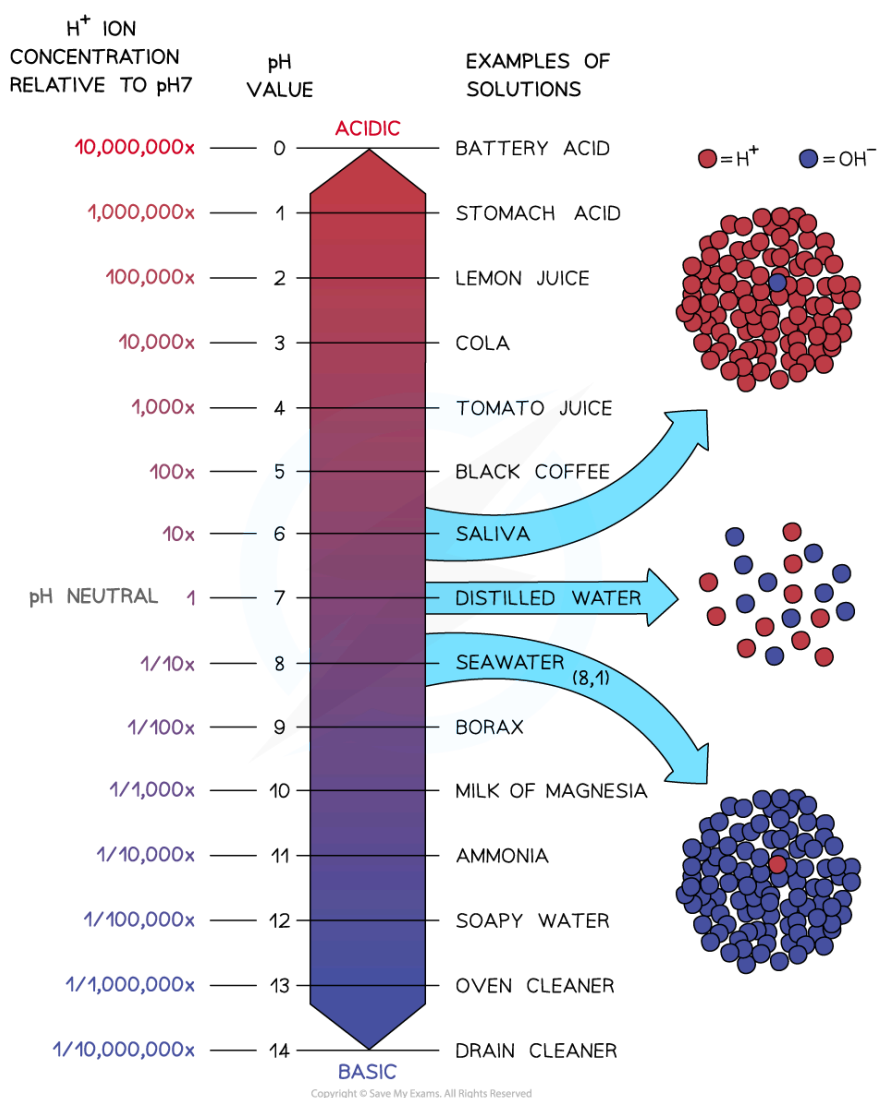 H+ ION
CONCENTRATION
RELATIVE TO pH7
pH
VALUE
EXAMPLES OF
SOLUTIONS
ACIDIC
10,000,000x 0 BATTERY ACID
= H+ = OH−
1,000,000x 1 STOMACH ACID
100,000x 2 LEMON JUICE
10,000x 3 COLA
1,000x 4 TOMATO JUICE
100x 5 BLACK COFFEE
10x 6 SALIVA
pH NEUTRAL 1 7 DISTILLED WATER
1/10x 8 SEAWATER (8,1)
1/100x 9 BORAX
1/1,000x 10 MILK OF MAGNESIA
1/10,000x 11 AMMONIA
1/100,000x 12 SOAPY WATER
1/1,000,000x 13 OVEN CLEANER
1/10,000,000x 14 DRAIN CLEANER
BASIC
Copyright © Save My Exams. All Rights Reserved